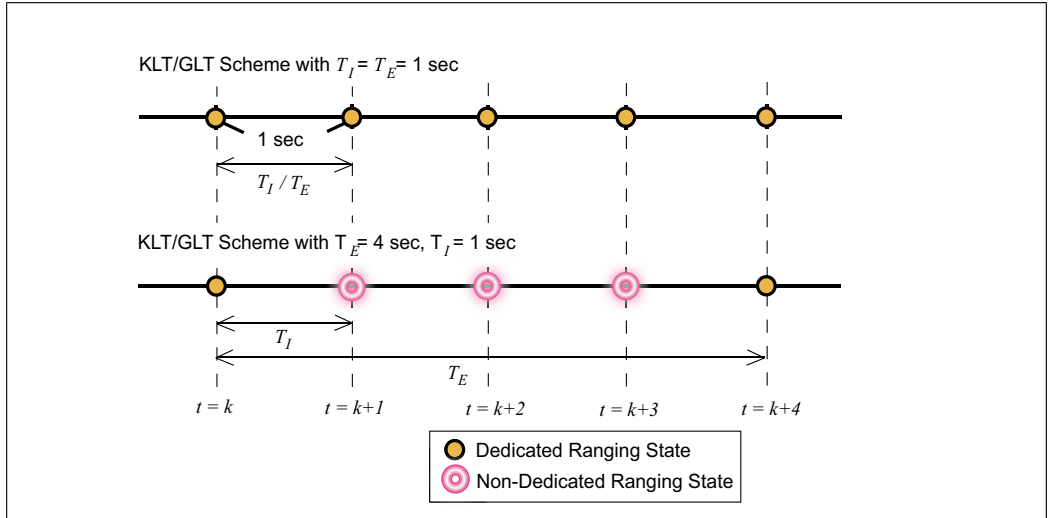 KLT/GLT Scheme with T_I = T_E = 1 sec
1 sec
T_I / T_E
KLT/GLT Scheme with T_E = 4 sec, T_I = 1 sec
T_I
T_E
t = k t = k+1 t = k+2 t = k+3 t = k+4
Dedicated Ranging State
Non-Dedicated Ranging State